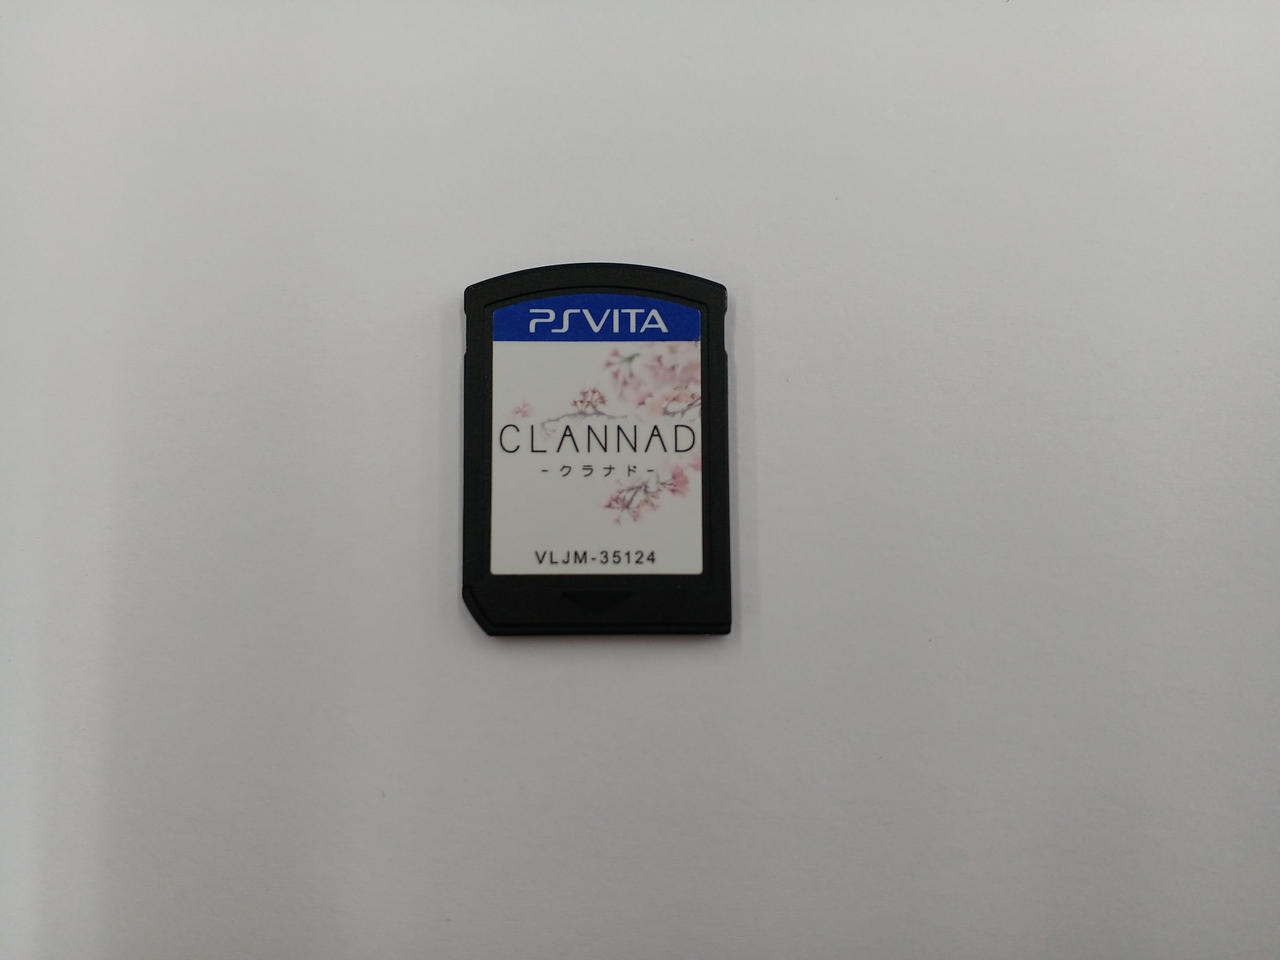 PSVITA
CLANNAD
-クラナド-
VLJM-35124